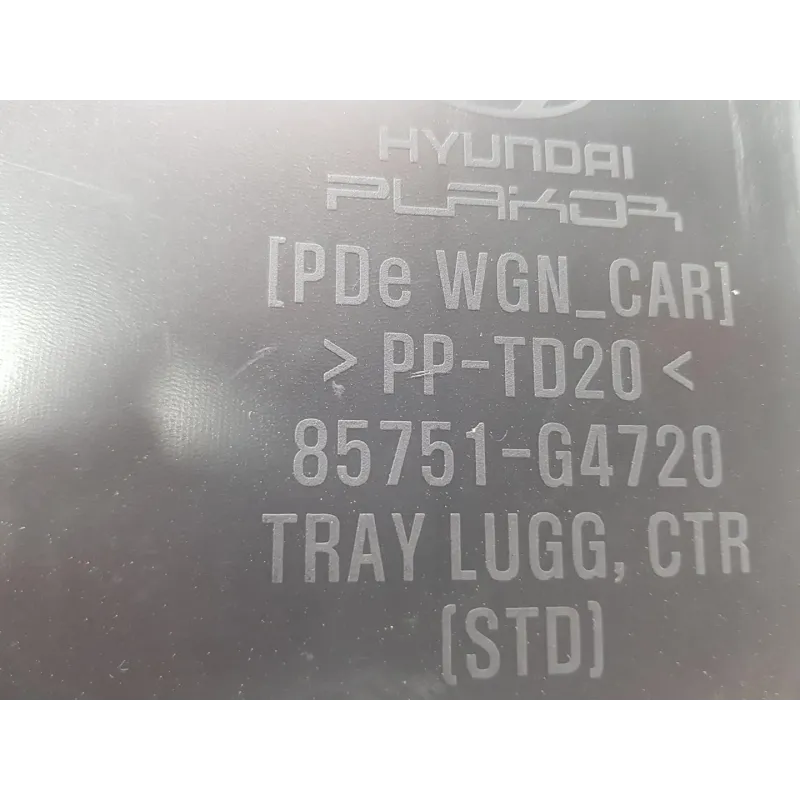 HYUNDAI
PLAKOR
[PDe WGN_CAR]
> PP-TD20 <
85751-G4720
TRAY LUGG, CTR
(STD)